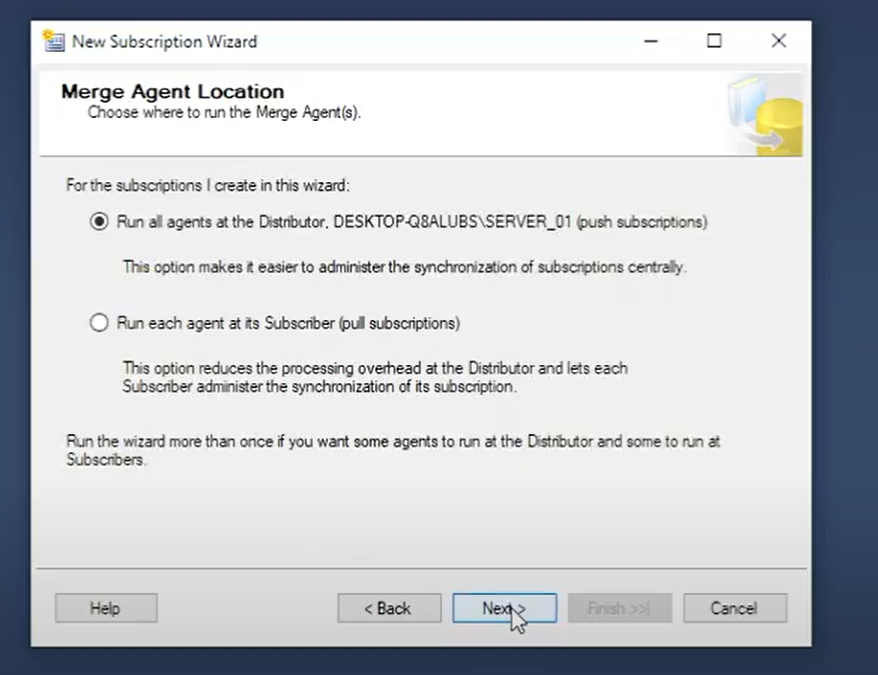 New Subscription Wizard
Merge Agent Location
Choose where to run the Merge Agent(s).
For the subscriptions I create in this wizard:
Run all agents at the Distributor, DESKTOP-Q8ALUBS\SERVER_01 (push subscriptions)
This option makes it easier to administer the synchronization of subscriptions centrally.
Run each agent at its Subscriber (pull subscriptions)
This option reduces the processing overhead at the Distributor and lets each
Subscriber administer the synchronization of its subscription.
Run the wizard more than once if you want some agents to run at the Distributor and some to run at
Subscribers.
Help
< Back
Next >
Finish >>|
Cancel